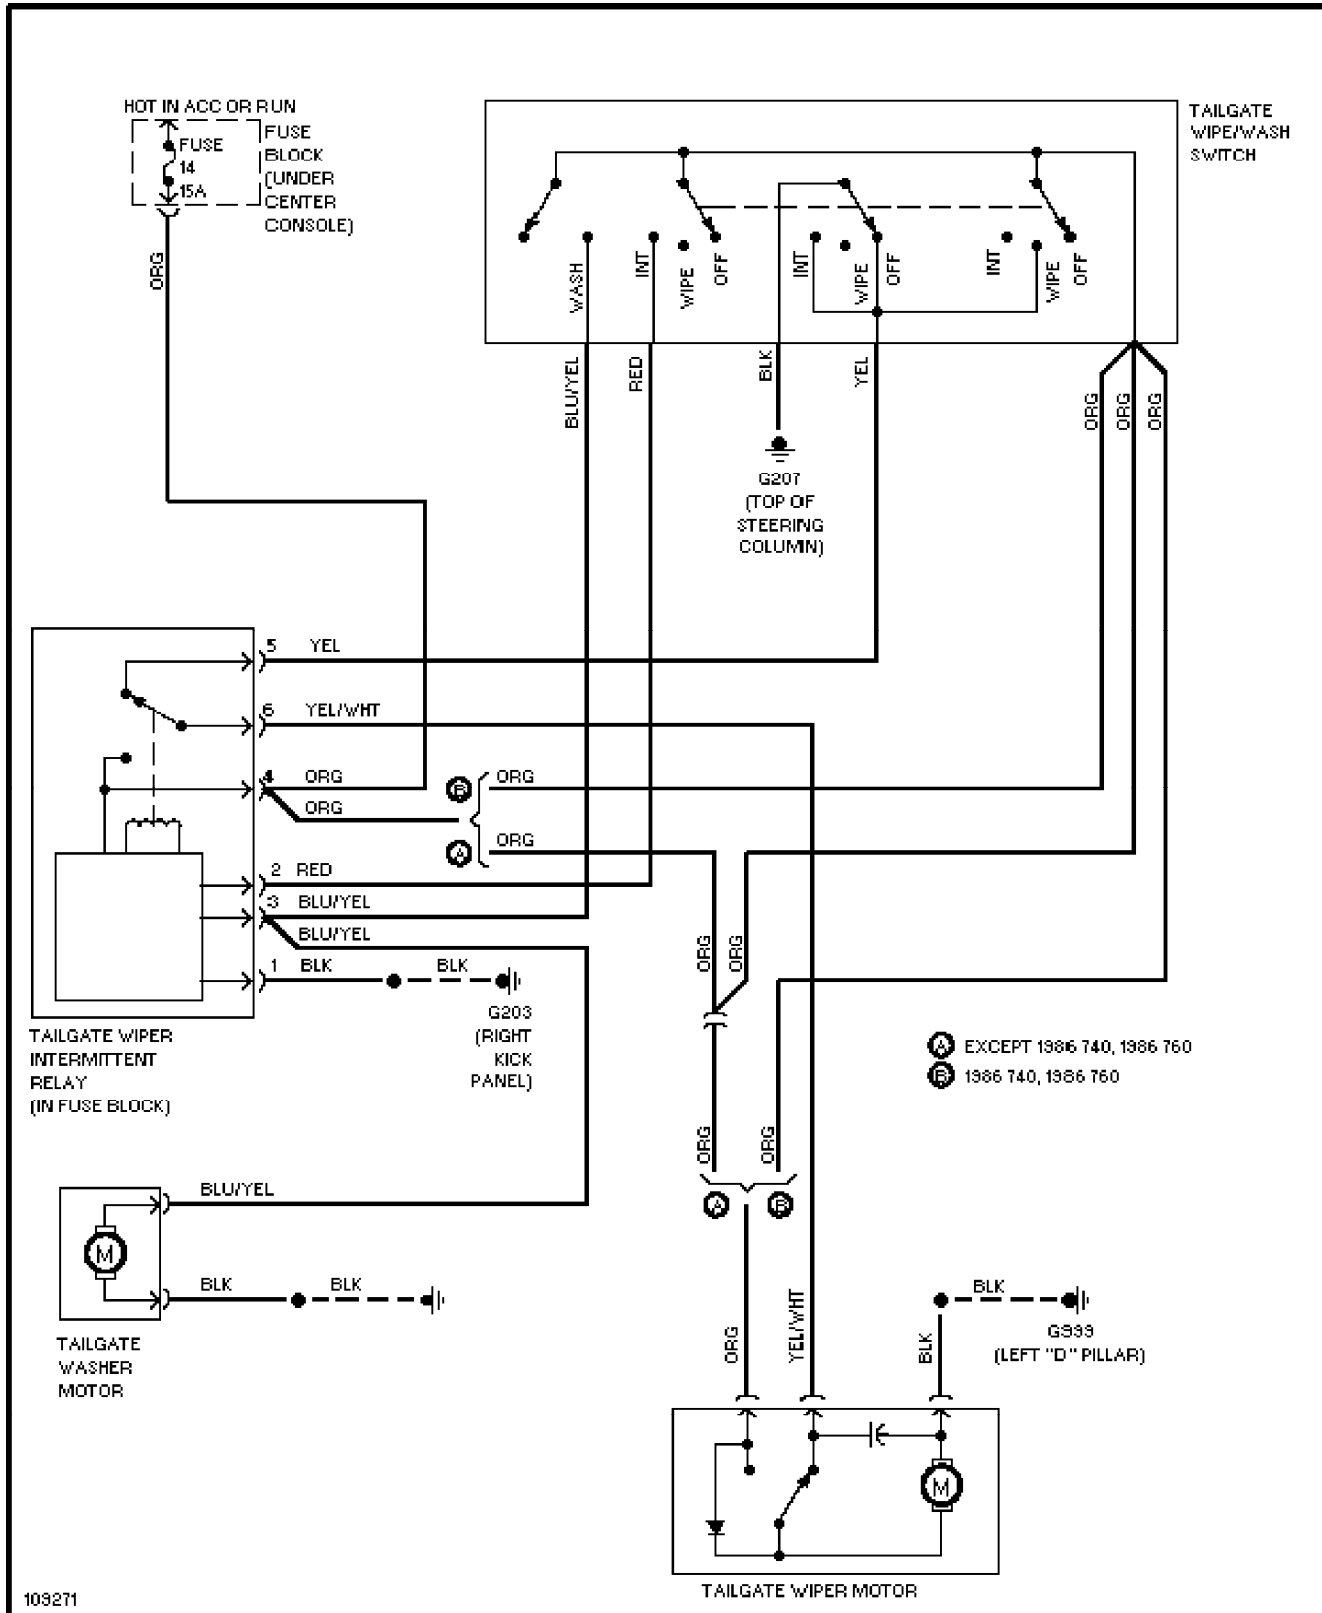 HOT IN ACC OR RUN
FUSE
14
15A
FUSE
BLOCK
(UNDER
CENTER
CONSOLE)
ORG
TAILGATE
WIPE/WASH
SWITCH
WASH
INT
WIPE
OFF
INT
WIPE
OFF
INT
WIPE
OFF
BLU/YEL
RED
BLK
YEL
ORG
ORG
ORG
G207
(TOP OF
STEERING
COLUMN)
5 YEL
6 YEL/WHT
4 ORG
ORG
B ORG
A ORG
2 RED
3 BLU/YEL
BLU/YEL
1 BLK BLK
G203
(RIGHT
KICK
PANEL)
ORG
ORG
TAILGATE WIPER
INTERMITTENT
RELAY
(IN FUSE BLOCK)
A EXCEPT 1986 740, 1986 760
B 1986 740, 1986 760
ORG
ORG
A
B
BLU/YEL
M
BLK BLK
TAILGATE
WASHER
MOTOR
ORG
YEL/WHT
BLK
BLK
G999
(LEFT "D" PILLAR)
M
TAILGATE WIPER MOTOR
109271